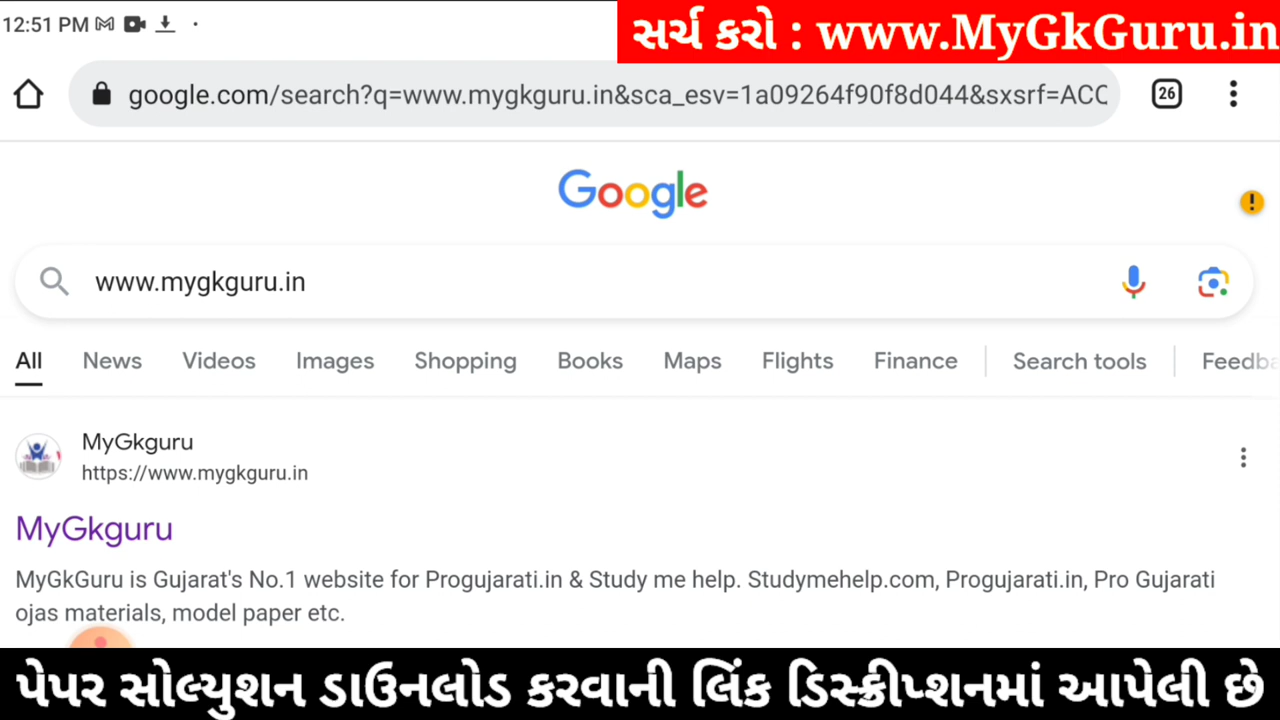 12:51 PM
સર્ચ કરો : www.MyGkGuru.in
google.com/search?q=www.mygkguru.in&sca_esv=1a09264f90f8d044&sxsrf=ACC
26
Google
www.mygkguru.in
All News Videos Images Shopping Books Maps Flights Finance Search tools Feedba
MyGkguru
https://www.mygkguru.in
MyGkguru
MyGkGuru is Gujarat's No.1 website for Progujarati.in & Study me help. Studymehelp.com, Progujarati.in, Pro Gujarati
ojas materials, model paper etc.
પેપર સોલ્યુશન ડાઉનલોડ કરવાની લિંક ડિસ્ક્રીપ્શનમાં આપેલી છે